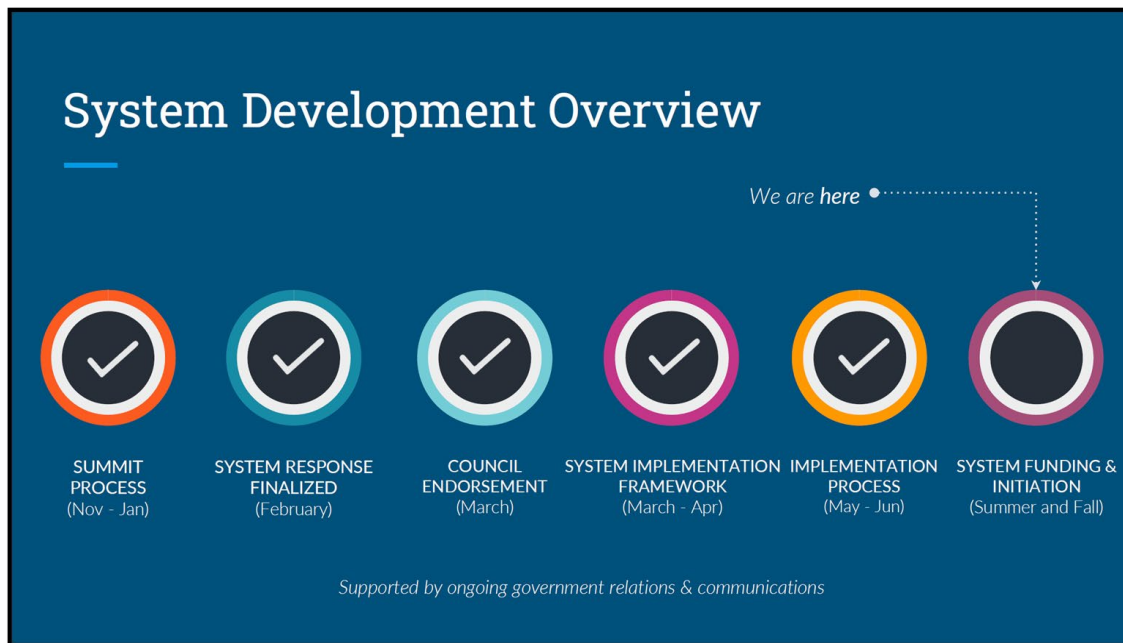 System Development Overview
We are here
SUMMIT
PROCESS
(Nov - Jan)
SYSTEM RESPONSE
FINALIZED
(February)
COUNCIL
ENDORSEMENT
(March)
SYSTEM IMPLEMENTATION
FRAMEWORK
(March - Apr)
IMPLEMENTATION
PROCESS
(May - Jun)
SYSTEM FUNDING &
INITIATION
(Summer and Fall)
Supported by ongoing government relations & communications